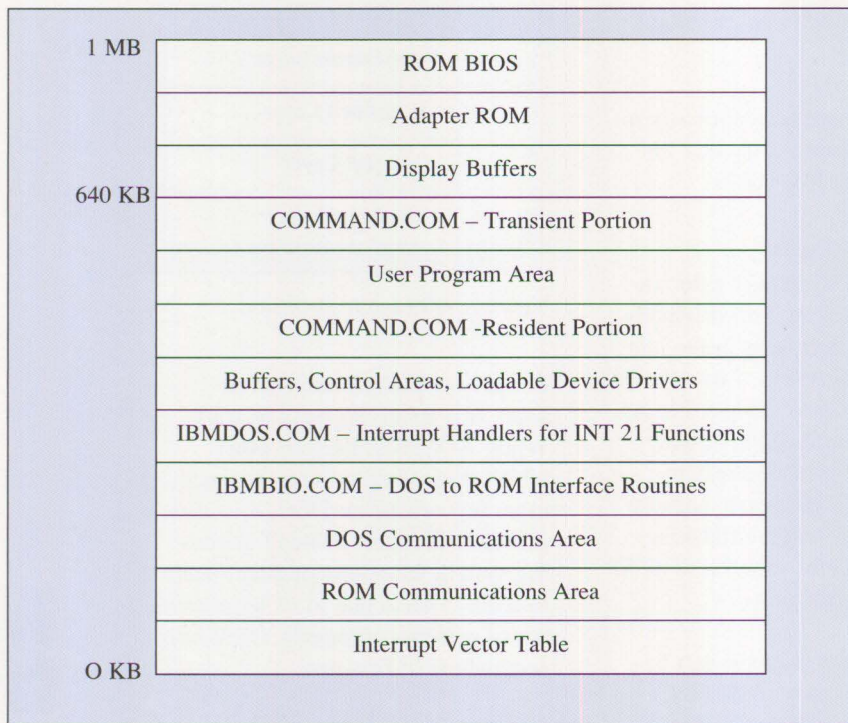 1 MB
ROM BIOS
Adapter ROM
Display Buffers
640 KB
COMMAND.COM – Transient Portion
User Program Area
COMMAND.COM -Resident Portion
Buffers, Control Areas, Loadable Device Drivers
IBMDOS.COM – Interrupt Handlers for INT 21 Functions
IBMBIO.COM – DOS to ROM Interface Routines
DOS Communications Area
ROM Communications Area
Interrupt Vector Table
O KB